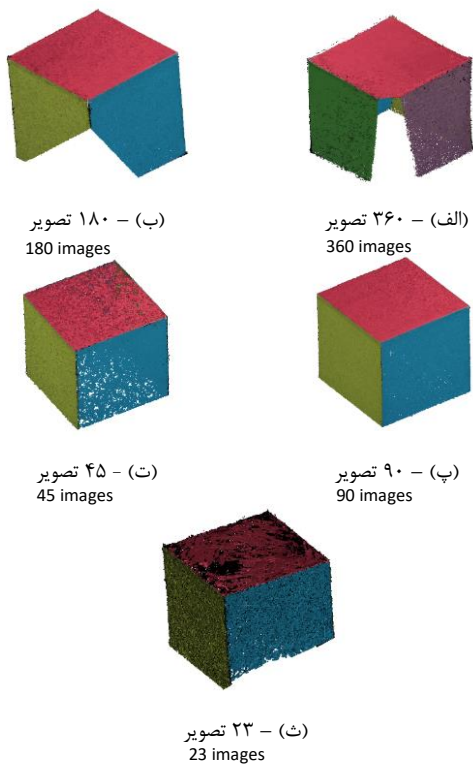 (الف) – ۳۶۰ تصویر
360 images
(ب) – ۱۸۰ تصویر
180 images
(پ) – ۹۰ تصویر
90 images
(ت) - ۴۵ تصویر
45 images
(ث) – ۲۳ تصویر
23 images